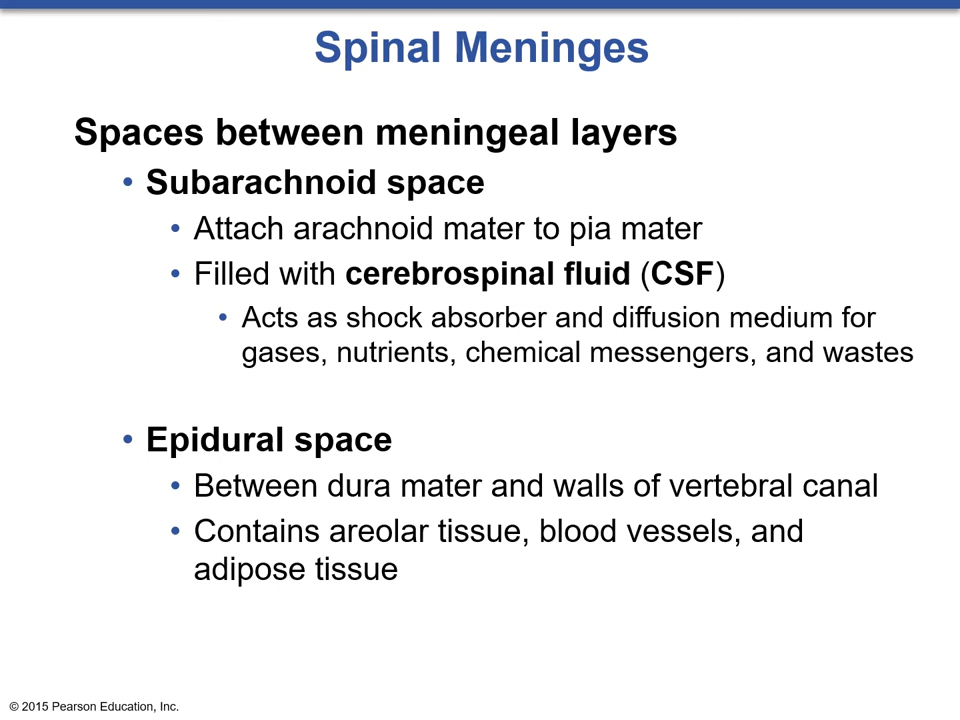 Spinal Meninges
Spaces between meningeal layers
• Subarachnoid space
• Attach arachnoid mater to pia mater
• Filled with cerebrospinal fluid (CSF)
• Acts as shock absorber and diffusion medium for
gases, nutrients, chemical messengers, and wastes
• Epidural space
• Between dura mater and walls of vertebral canal
• Contains areolar tissue, blood vessels, and
adipose tissue
© 2015 Pearson Education, Inc.